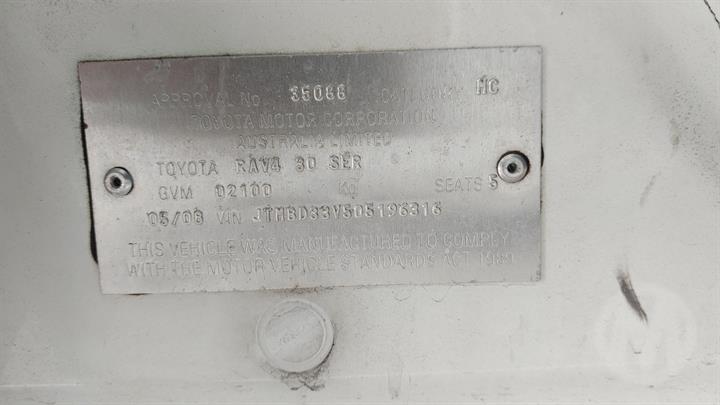 APPROVAL No. 35066 CATEGORY MC
TOYOTA MOTOR CORPORATION
AUSTRALIA LIMITED
TOYOTA RAV4 30 SER
GVM 02100 KG SEATS 5
05/08 VIN JTMBD33V505196316
THIS VEHICLE WAS MANUFACTURED TO COMPLY
WITH THE MOTOR VEHICLE STANDARDS ACT 1989